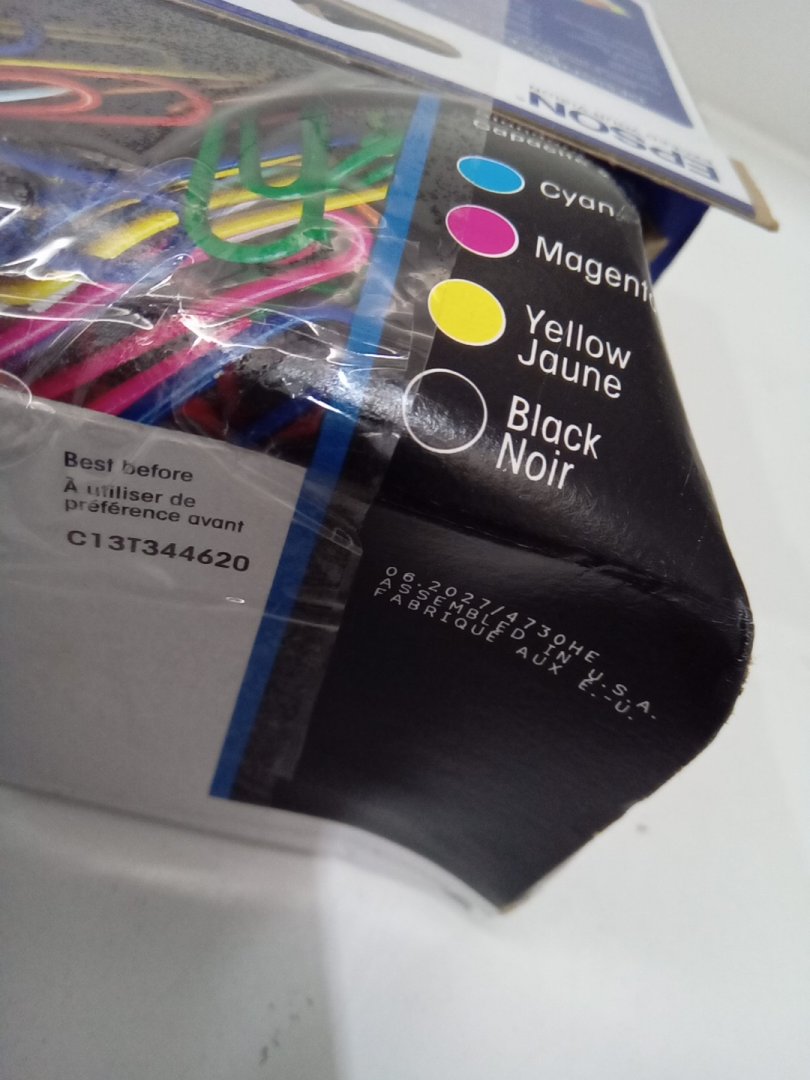 EPSON
Capacité
Cyan
Magenta
Yellow
Jaune
Black
Noir
Best before
À utiliser de
préférence avant
C13T344620
06.2027/4730HE
ASSEMBLED IN U.S.A.
FABRIQUÉ AUX É.-U.